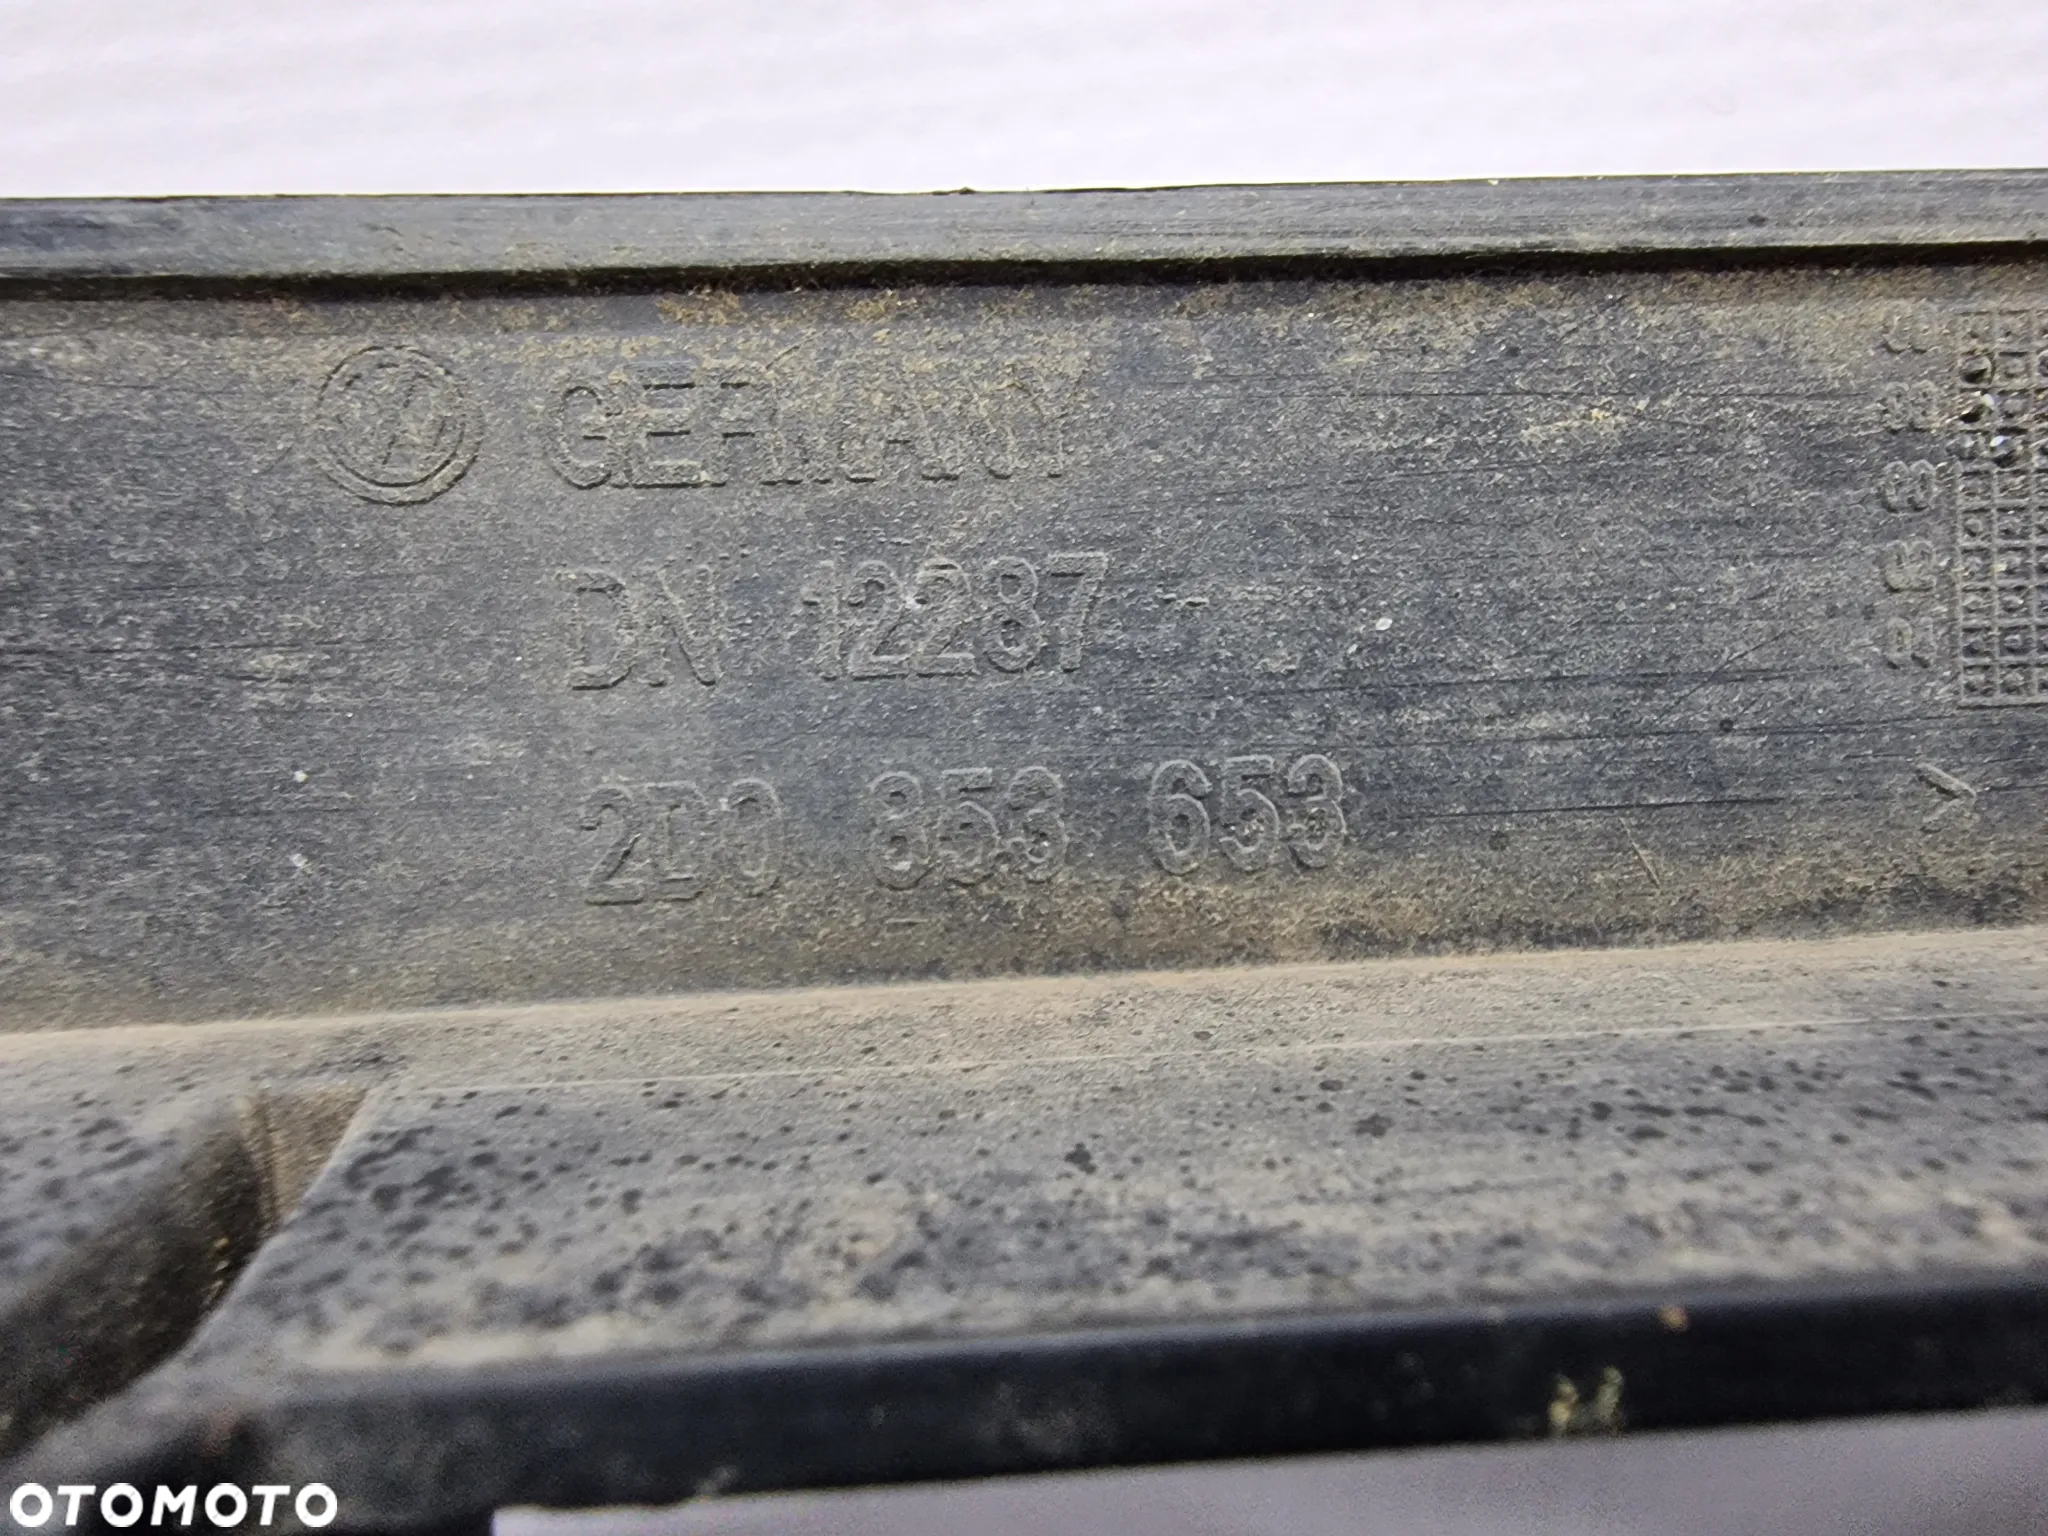 GERMANY
DN 12287
2D0 853 653
OTOMOTO